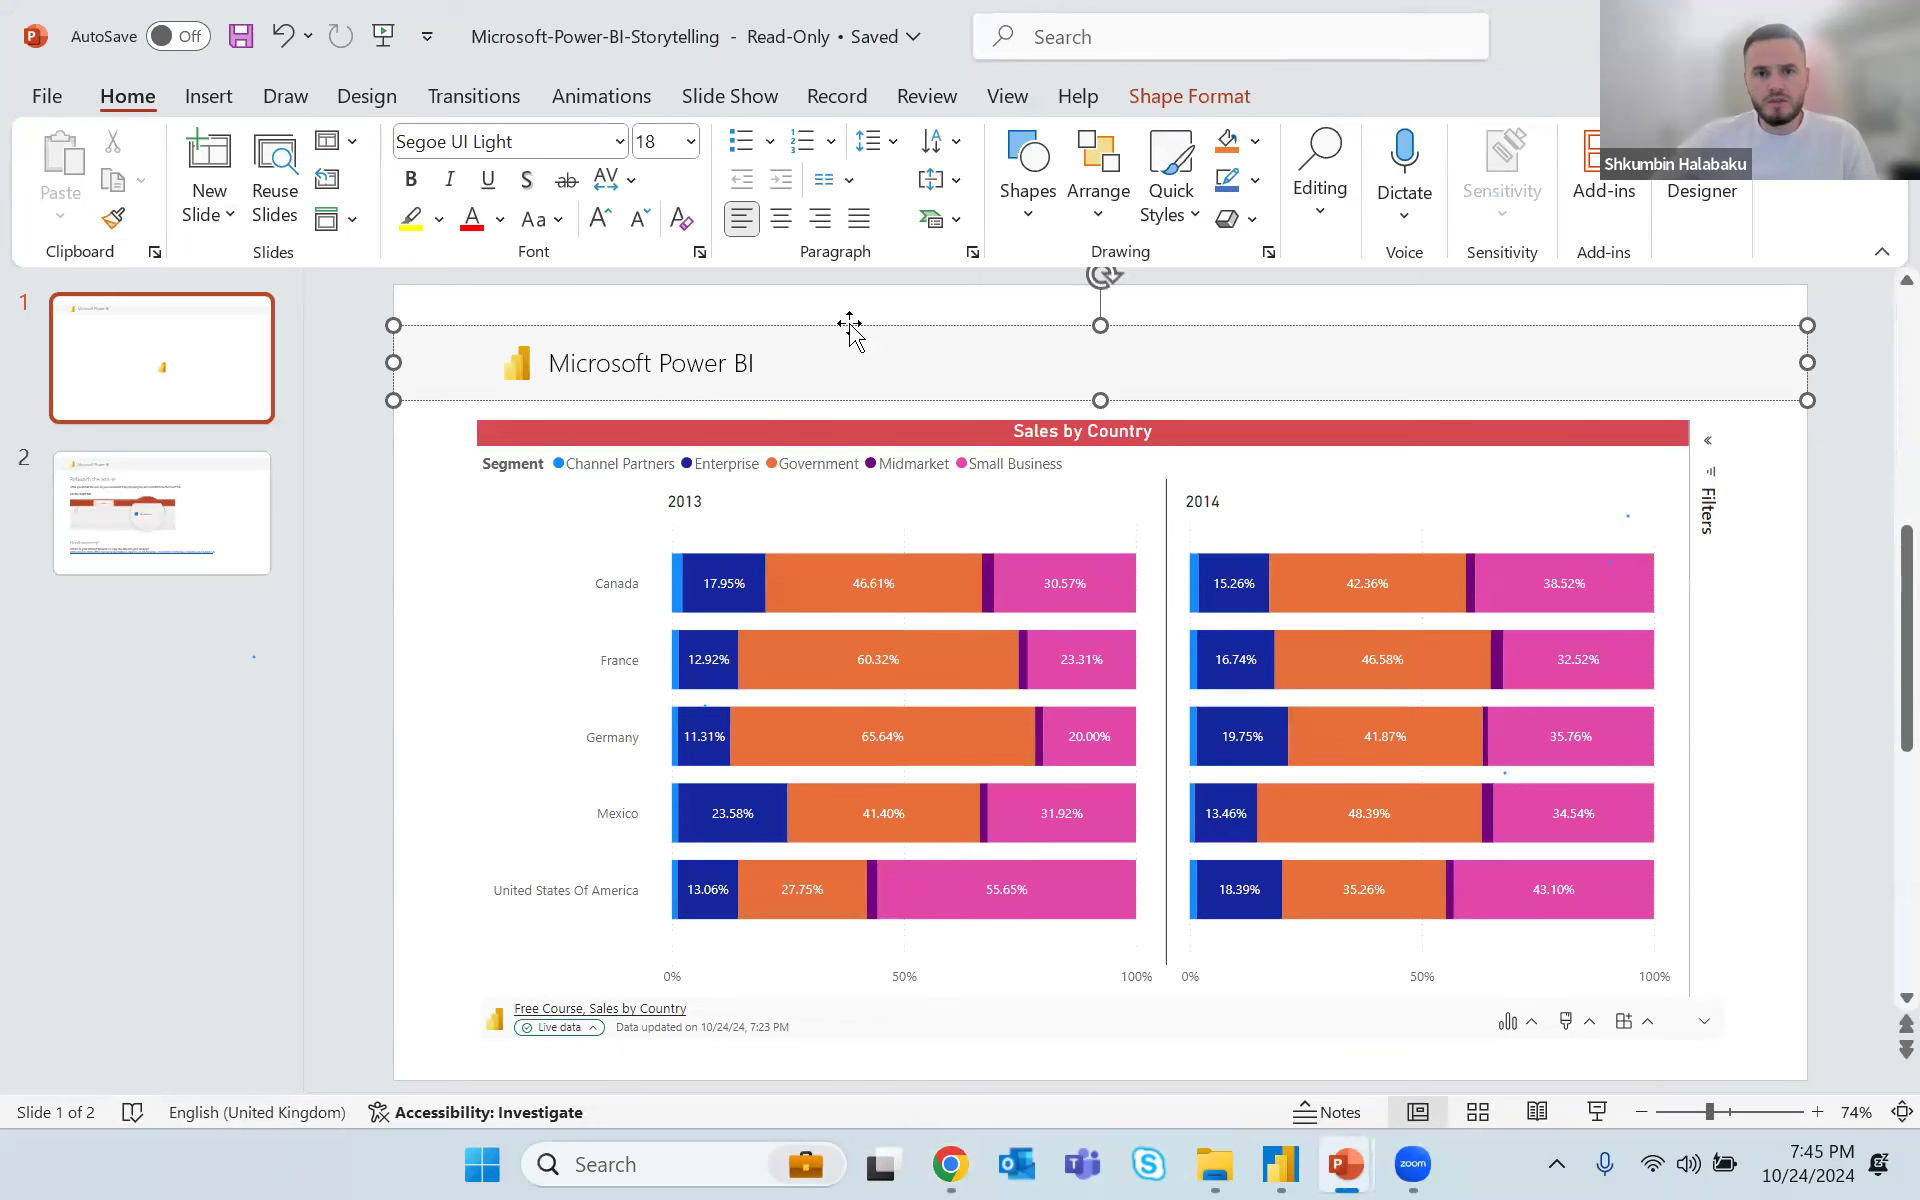 AutoSave Off Microsoft-Power-BI-Storytelling - Read-Only • Saved Search
File Home Insert Draw Design Transitions Animations Slide Show Record Review View Help Shape Format
Shkumbin Halabaku
Paste
New Slide
Reuse Slides
Segoe UI Light 18
Shapes Arrange Quick Styles
Editing
Dictate
Sensitivity
Add-ins
Designer
Clipboard Slides Font Paragraph Drawing Voice Sensitivity Add-ins
1
2
Microsoft Power BI
Sales by Country
Segment Channel Partners Enterprise Government Midmarket Small Business
Filters
2013 2014
Canada 17.95% 46.61% 30.57% 15.26% 42.36% 38.52%
France 12.92% 60.32% 23.31% 16.74% 46.58% 32.52%
Germany 11.31% 65.64% 20.00% 19.75% 41.87% 35.76%
Mexico 23.58% 41.40% 31.92% 13.46% 48.39% 34.54%
United States Of America 13.06% 27.75% 55.65% 18.39% 35.26% 43.10%
0% 50% 100% 0% 50% 100%
Free Course, Sales by Country
Live data Data updated on 10/24/24, 7:23 PM
Slide 1 of 2 English (United Kingdom) Accessibility: Investigate Notes 74%
Search
zoom
7:45 PM
10/24/2024